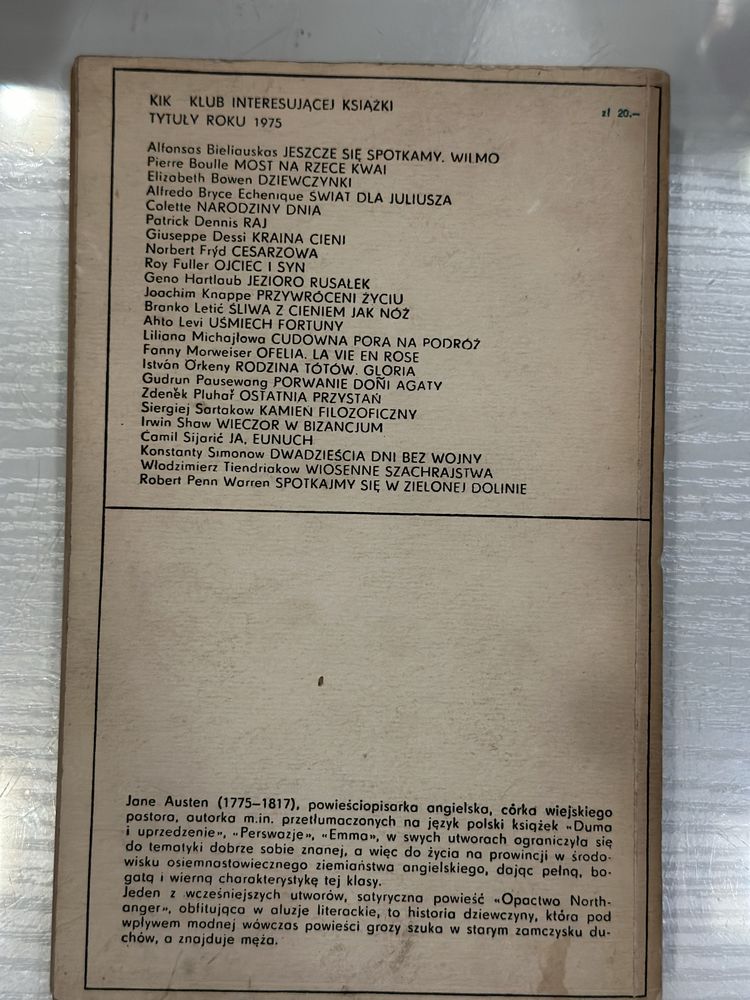 KIK KLUB INTERESUJĄCEJ KSIĄŻKI
TYTUŁY ROKU 1975
zł 20.—
Alfonsas Bieliauskas JESZCZE SIĘ SPOTKAMY. WILMO
Pierre Boulle MOST NA RZECE KWAI
Elizabeth Bowen DZIEWCZYNKI
Alfredo Bryce Echenique ŚWIAT DLA JULIUSZA
Colette NARODZINY DNIA
Patrick Dennis RAJ
Giuseppe Dessi KRAINA CIENI
Norbert Frýd CESARZOWA
Roy Fuller OJCIEC I SYN
Geno Hartlaub JEZIORO RUSAŁEK
Joachim Knappe PRZYWRÓCENI ŻYCIU
Branko Letić ŚLIWA Z CIENIEM JAK NÓŻ
Ahto Levi UŚMIECH FORTUNY
Liliana Michajłowa CUDOWNA PORA NA PODRÓŻ
Fanny Morweiser OFELIA. LA VIE EN ROSE
István Örkeny RODZINA TÓTÓW. GLORIA
Gudrun Pausewang PORWANIE DOÑI AGATY
Zdenĕk Pluhař OSTATNIA PRZYSTAŃ
Siergiej Sartakow KAMIEŃ FILOZOFICZNY
Irwin Shaw WIECZÓR W BIZANCJUM
Ćamil Sijarić JA, EUNUCH
Konstanty Simonow DWADZIEŚCIA DNI BEZ WOJNY
Włodzimierz Tiendriakow WIOSENNE SZACHRAJSTWA
Robert Penn Warren SPOTKAJMY SIĘ W ZIELONEJ DOLINIE
Jane Austen (1775–1817), powieściopisarka angielska, córka wiejskiego
pastora, autorka m.in. przetłumaczonych na język polski książek «Duma
i uprzedzenie», «Perswazje», «Emma», w swych utworach ograniczyła się
do tematyki dobrze sobie znanej, a więc do życia na prowincji w środo-
wisku osiemnastowiecznego ziemiaństwa angielskiego, dając pełną, bo-
gatą i wierną charakterystykę tej klasy.
Jeden z wcześniejszych utworów, satyryczna powieść «Opactwo North-
anger», obfitująca w aluzje literackie, to historia dziewczyny, która pod
wpływem modnej wówczas powieści grozy szuka w starym zamczysku du-
chów, a znajduje męża.